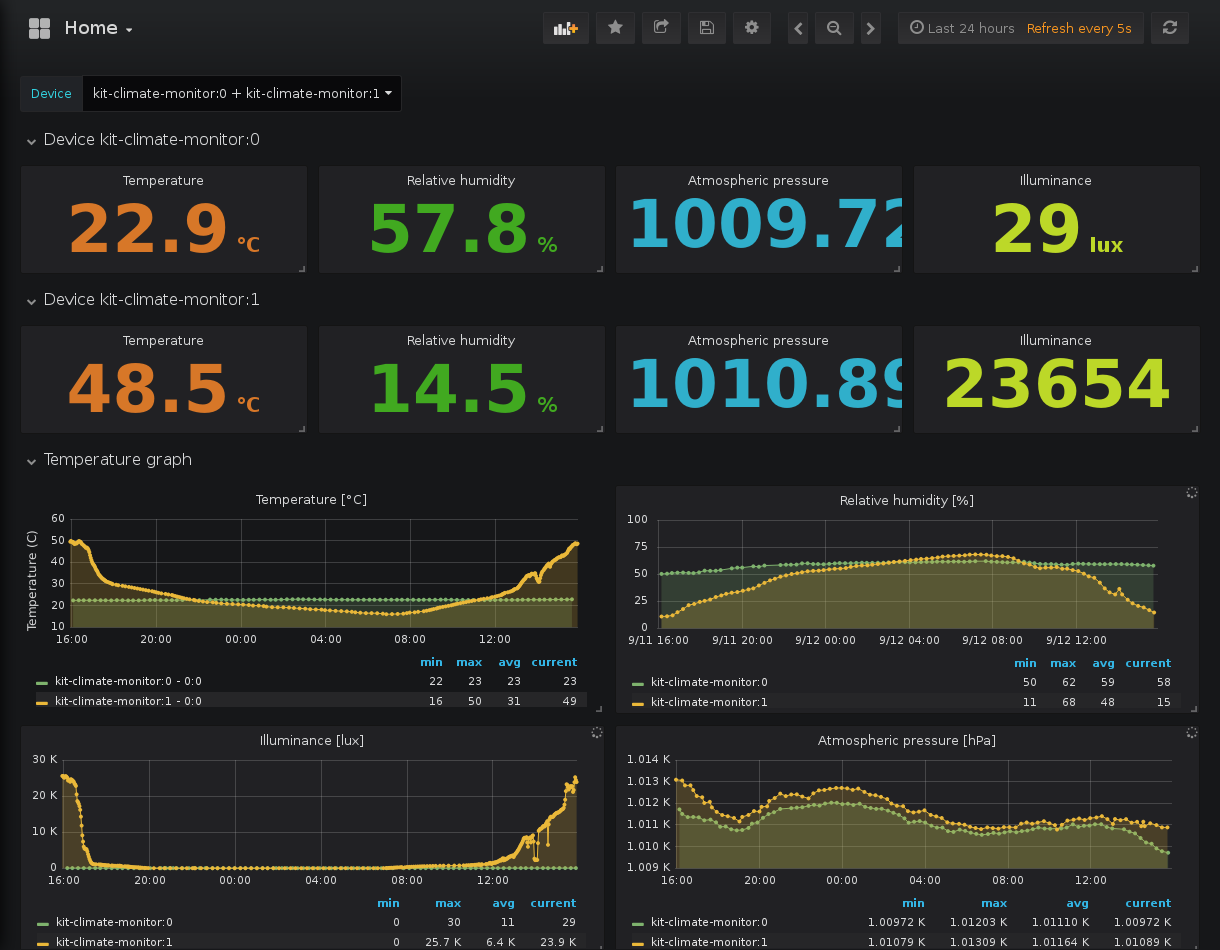 Home
Last 24 hours Refresh every 5s
Device kit-climate-monitor:0 + kit-climate-monitor:1
Device kit-climate-monitor:0
Temperature Relative humidity Atmospheric pressure Illuminance
22.9 °C 57.8 % 1009.72 29 lux
Device kit-climate-monitor:1
Temperature Relative humidity Atmospheric pressure Illuminance
48.5 °C 14.5 % 1010.89 23654
Temperature graph
Temperature [°C]
Temperature (C)
60
50
40
30
20
10
16:00 20:00 00:00 04:00 08:00 12:00
min max avg current
kit-climate-monitor:0 - 0:0 22 23 23 23
kit-climate-monitor:1 - 0:0 16 50 31 49
Relative humidity [%]
100
75
50
25
0
9/11 16:00 9/11 20:00 9/12 00:00 9/12 04:00 9/12 08:00 9/12 12:00
min max avg current
kit-climate-monitor:0 50 62 59 58
kit-climate-monitor:1 11 68 48 15
Illuminance [lux]
30 K
20 K
10 K
0
16:00 20:00 00:00 04:00 08:00 12:00
min max avg current
kit-climate-monitor:0 0 30 11 29
kit-climate-monitor:1 0 25.7 K 6.4 K 23.9 K
Atmospheric pressure [hPa]
1.014 K
1.013 K
1.012 K
1.011 K
1.010 K
1.009 K
16:00 20:00 00:00 04:00 08:00 12:00
min max avg current
kit-climate-monitor:0 1.00972 K 1.01203 K 1.01110 K 1.00972 K
kit-climate-monitor:1 1.01079 K 1.01309 K 1.01164 K 1.01089 K